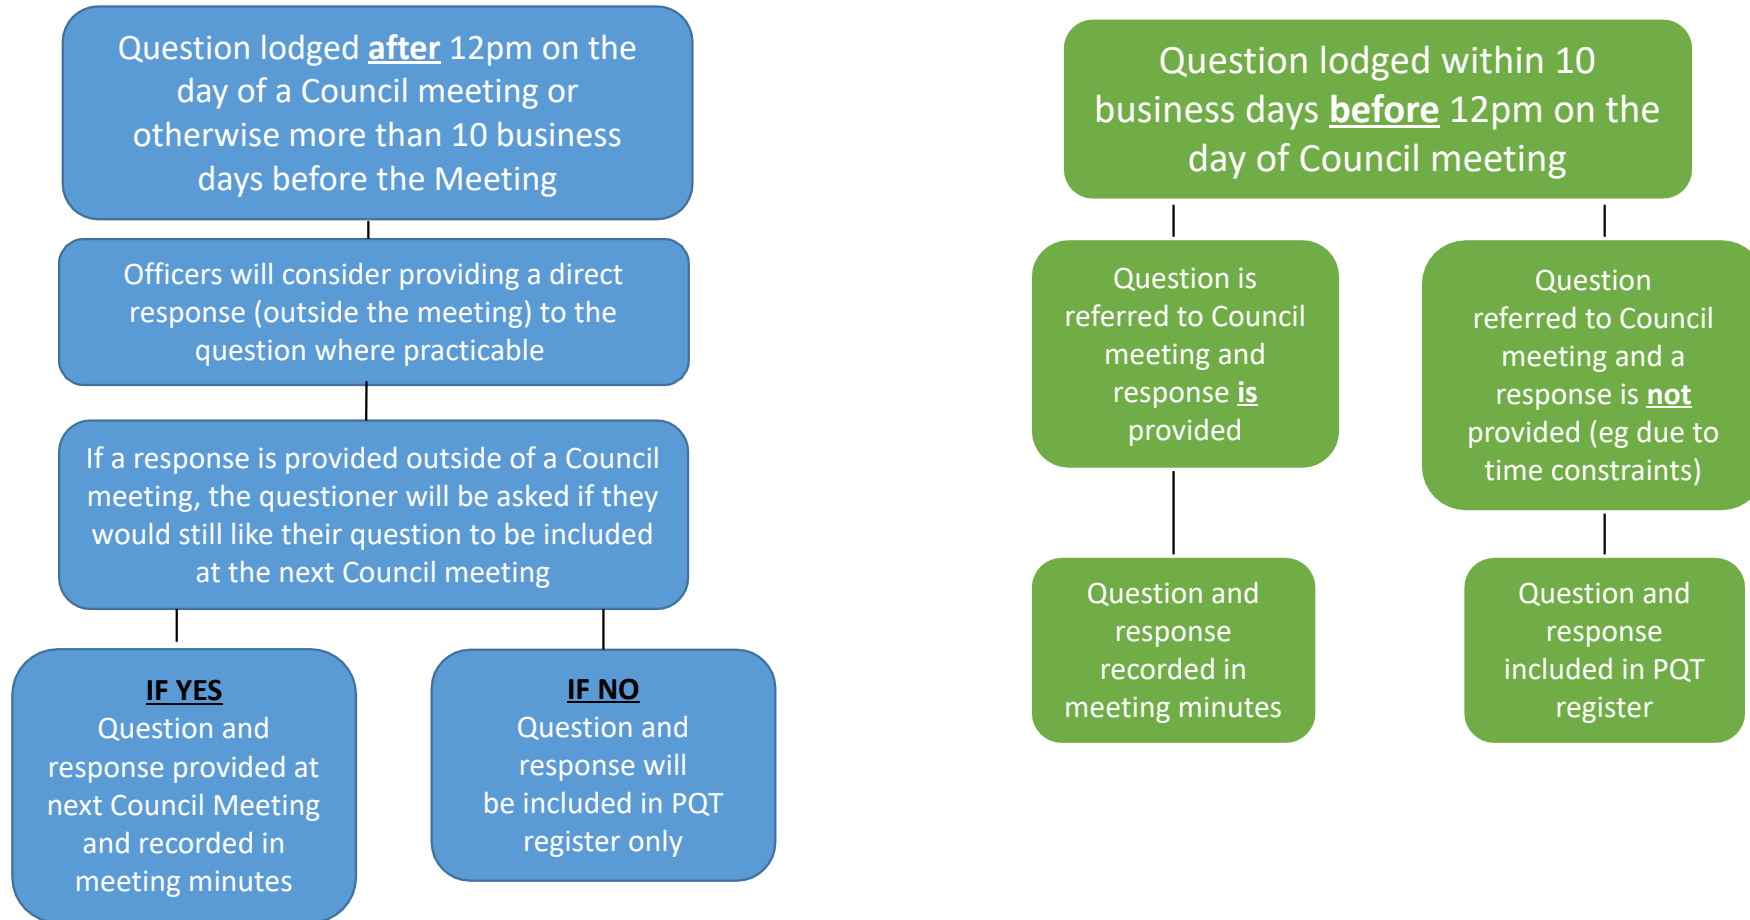 Question lodged after 12pm on the
day of a Council meeting or
otherwise more than 10 business
days before the Meeting
Officers will consider providing a direct
response (outside the meeting) to the
question where practicable
If a response is provided outside of a Council
meeting, the questioner will be asked if they
would still like their question to be included
at the next Council meeting
IF YES
Question and
response provided at
next Council Meeting
and recorded in
meeting minutes
IF NO
Question and
response will
be included in PQT
register only
Question lodged within 10
business days before 12pm on the
day of Council meeting
Question is
referred to Council
meeting and
response is
provided
Question and
response
recorded in
meeting minutes
Question
referred to Council
meeting and a
response is not
provided (eg due to
time constraints)
Question and
response
included in PQT
register